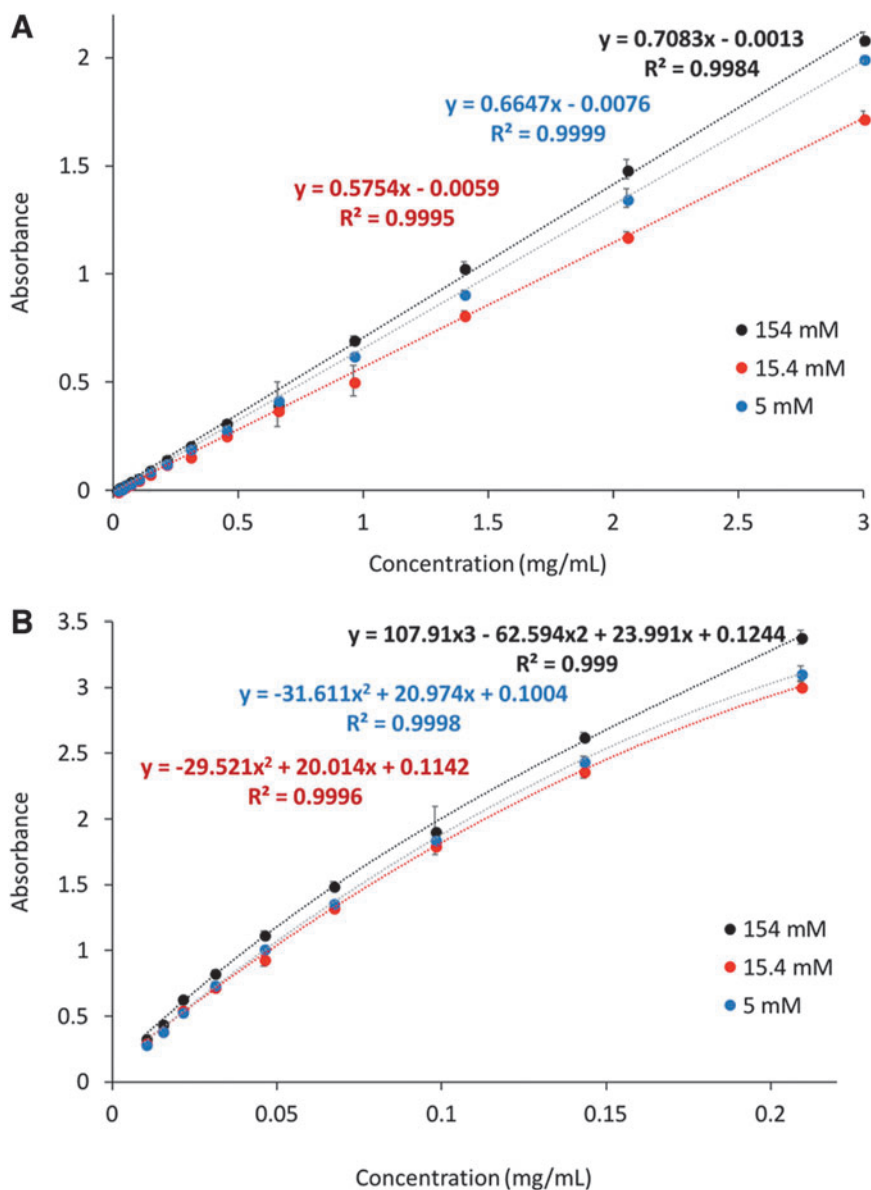 A
y = 0.7083x - 0.0013
R² = 0.9984
y = 0.6647x - 0.0076
R² = 0.9999
y = 0.5754x - 0.0059
R² = 0.9995
2
1.5
1
0.5
0
Absorbance
154 mM
15.4 mM
5 mM
0 0.5 1 1.5 2 2.5 3
Concentration (mg/mL)
B
y = 107.91x3 - 62.594x2 + 23.991x + 0.1244
R² = 0.999
y = -31.611x² + 20.974x + 0.1004
R² = 0.9998
y = -29.521x² + 20.014x + 0.1142
R² = 0.9996
3.5
3
2.5
2
1.5
1
0.5
0
Absorbance
154 mM
15.4 mM
5 mM
0 0.05 0.1 0.15 0.2
Concentration (mg/mL)